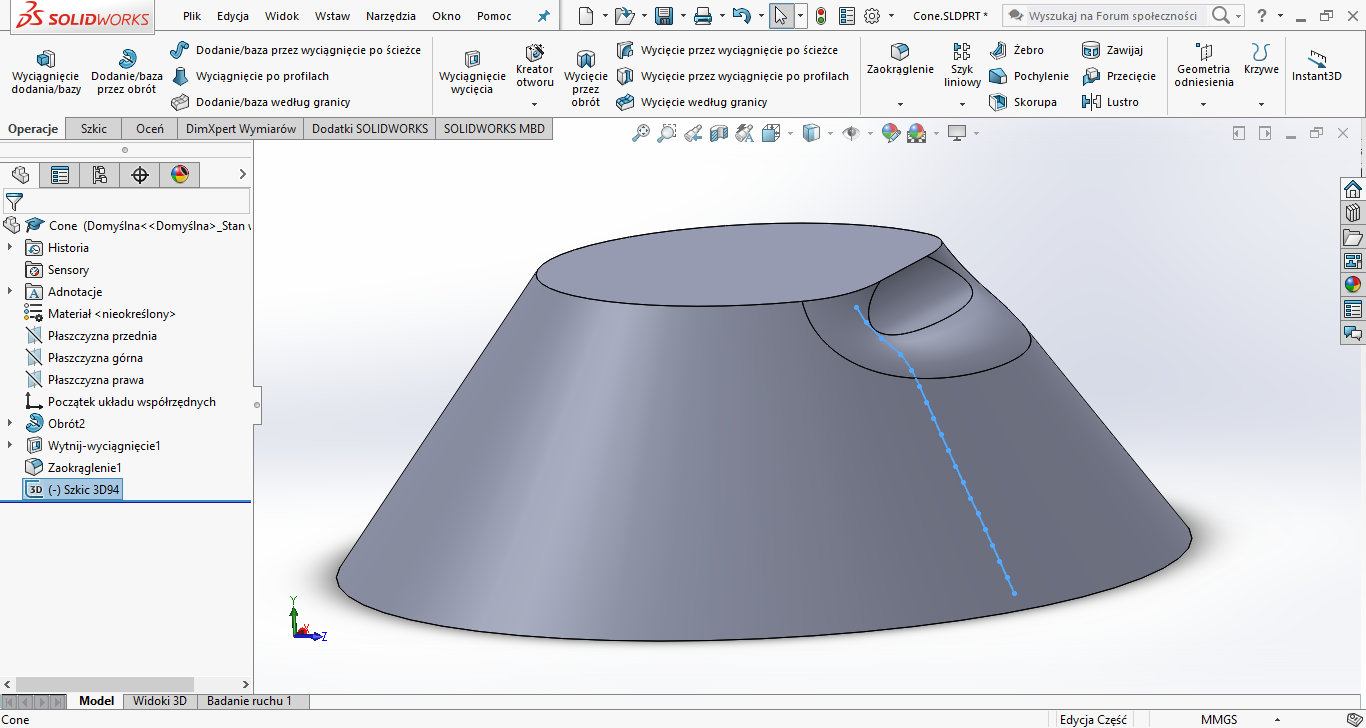 SOLIDWORKS
Plik Edycja Widok Wstaw Narzędzia Okno Pomoc
Cone.SLDPRT *
Wyszukaj na Forum społeczności
?
Wyciągnięcie
dodania/bazy
Dodanie/baza
przez obrót
Dodanie/baza przez wyciągnięcie po ścieżce
Wyciągnięcie po profilach
Dodanie/baza według granicy
Wyciągnięcie
wycięcia
Kreator
otworu
Wycięcie
przez
obrót
Wycięcie przez wyciągnięcie po ścieżce
Wycięcie przez wyciągnięcie po profilach
Wycięcie według granicy
Zaokrąglenie
Szyk
liniowy
Żebro
Pochylenie
Skorupa
Zawijaj
Przecięcie
Lustro
Geometria
odniesienia
Krzywe
Instant3D
Operacje Szkic Oceń DimXpert Wymiarów Dodatki SOLIDWORKS SOLIDWORKS MBD
Cone (Domyślna<<Domyślna>_Stan w
Historia
Sensory
Adnotacje
Materiał <nieokreślony>
Płaszczyzna przednia
Płaszczyzna górna
Płaszczyzna prawa
Początek układu współrzędnych
Obrót2
Wytnij-wyciągnięcie1
Zaokrąglenie1
3D (-) Szkic 3D94
Y
X
Z
Model Widoki 3D Badanie ruchu 1
Cone
Edycja Część
MMGS